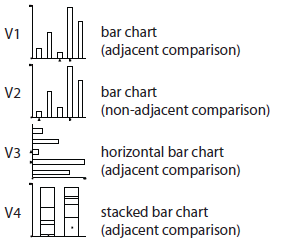 V1 bar chart
(adjacent comparison)
V2 bar chart
(non-adjacent comparison)
V3 horizontal bar chart
(adjacent comparison)
V4 stacked bar chart
(adjacent comparison)